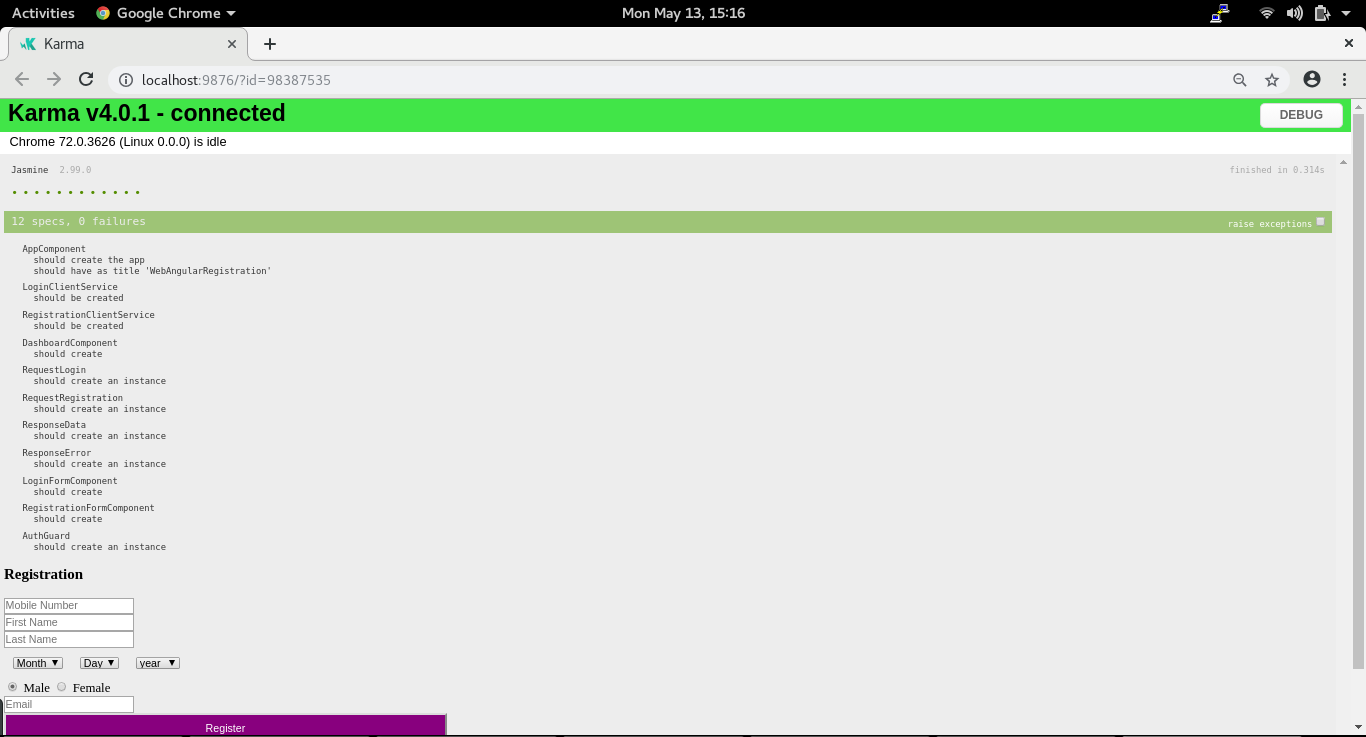 Activities Google Chrome Mon May 13, 15:16
Karma
localhost:9876/?id=98387535
Karma v4.0.1 - connected DEBUG
Chrome 72.0.3626 (Linux 0.0.0) is idle
Jasmine 2.99.0 finished in 0.314s
• • • • • • • • • • • •
12 specs, 0 failures raise exceptions
AppComponent
should create the app
should have as title 'WebAngularRegistration'
LoginClientService
should be created
RegistrationClientService
should be created
DashboardComponent
should create
RequestLogin
should create an instance
RequestRegistration
should create an instance
ResponseData
should create an instance
ResponseError
should create an instance
LoginFormComponent
should create
RegistrationFormComponent
should create
AuthGuard
should create an instance
Registration
Mobile Number
First Name
Last Name
Month Day year
Male Female
Email
Register